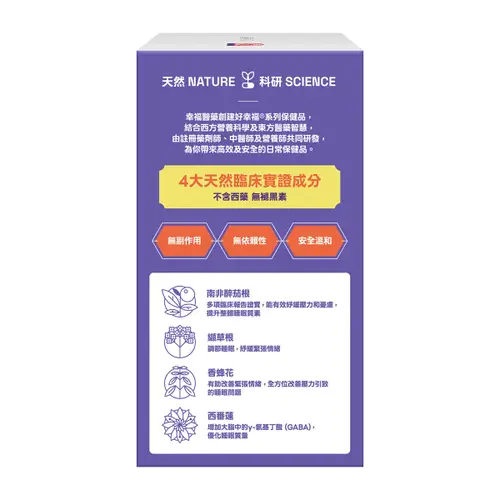 天然 NATURE 科研 SCIENCE
幸福醫藥創建好幸福®系列保健品，
結合西方營養科學及東方醫藥智慧，
由註冊藥劑師、中醫師及營養師共同研發，
為你帶來高效及安全的日常保健品。
4大天然臨床實證成分
不含西藥 無褪黑素
無副作用
無依賴性
安全溫和
南非醉茄根
多項臨床報告證實，能有效紓緩壓力和憂慮，
提升整體睡眠質素
纈草根
調節睡眠，紓緩緊張情緒
香蜂花
有助改善緊張情緒，全方位改善壓力引致
的睡眠問題
西番蓮
增加大腦中的γ-氨基丁酸 (GABA)，
優化睡眠質量